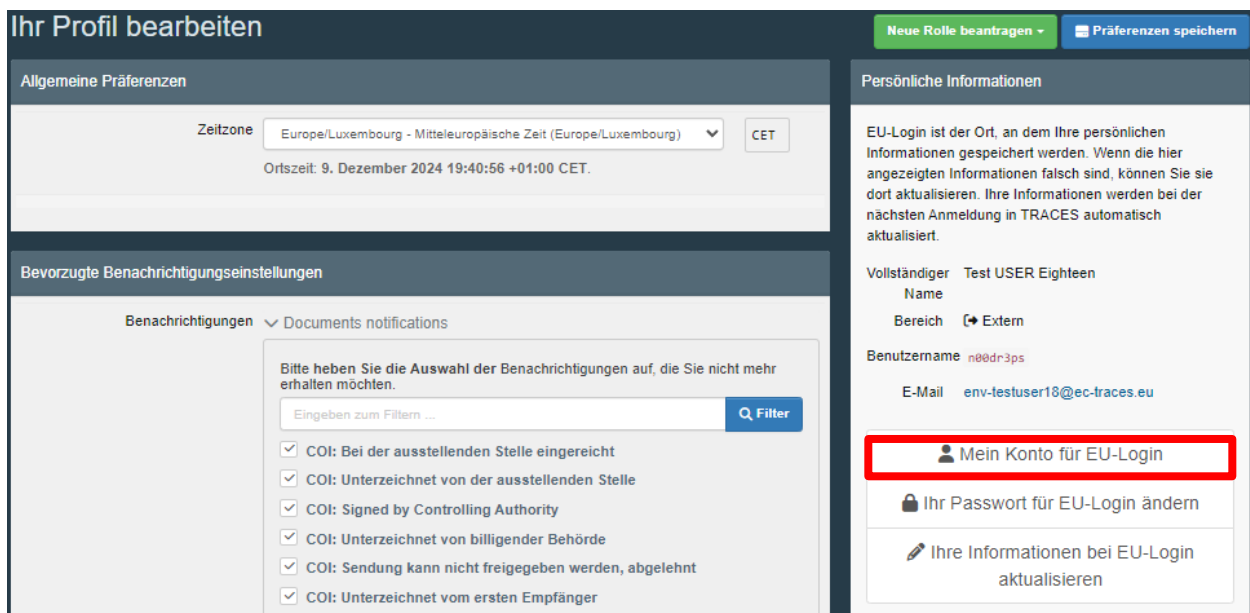 Ihr Profil bearbeiten
Neue Rolle beantragen
Präferenzen speichern
Allgemeine Präferenzen
Zeitzone
Europe/Luxembourg - Mitteleuropäische Zeit (Europe/Luxembourg)
CET
Ortszeit: 9. Dezember 2024 19:40:56 +01:00 CET.
Bevorzugte Benachrichtigungseinstellungen
Benachrichtigungen
Documents notifications
Bitte heben Sie die Auswahl der Benachrichtigungen auf, die Sie nicht mehr
erhalten möchten.
Eingeben zum Filtern ...
Filter
COI: Bei der ausstellenden Stelle eingereicht
COI: Unterzeichnet von der ausstellenden Stelle
COI: Signed by Controlling Authority
COI: Unterzeichnet von billigender Behörde
COI: Sendung kann nicht freigegeben werden, abgelehnt
COI: Unterzeichnet vom ersten Empfänger
Persönliche Informationen
EU-Login ist der Ort, an dem Ihre persönlichen
Informationen gespeichert werden. Wenn die hier
angezeigten Informationen falsch sind, können Sie sie
dort aktualisieren. Ihre Informationen werden bei der
nächsten Anmeldung in TRACES automatisch
aktualisiert.
Vollständiger Name
Test USER Eighteen
Bereich
Extern
Benutzername
n00dr3ps
E-Mail
env-testuser18@ec-traces.eu
Mein Konto für EU-Login
Ihr Passwort für EU-Login ändern
Ihre Informationen bei EU-Login
aktualisieren